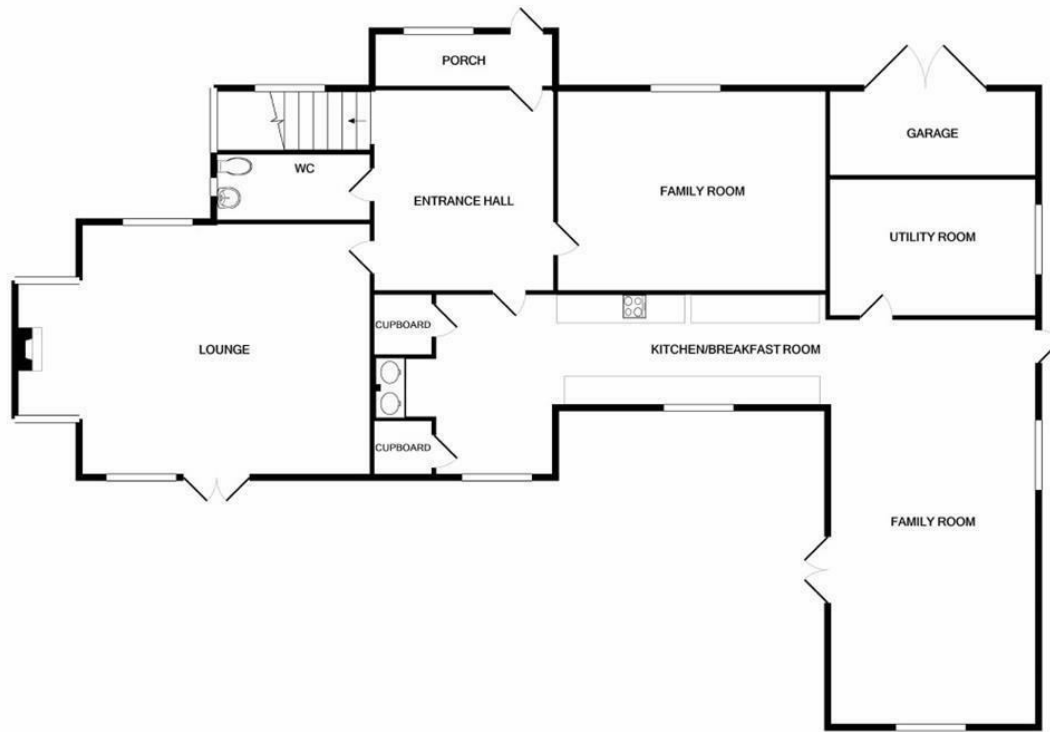 PORCH
GARAGE
WC
ENTRANCE HALL
FAMILY ROOM
UTILITY ROOM
CUPBOARD
LOUNGE
KITCHEN/BREAKFAST ROOM
CUPBOARD
FAMILY ROOM